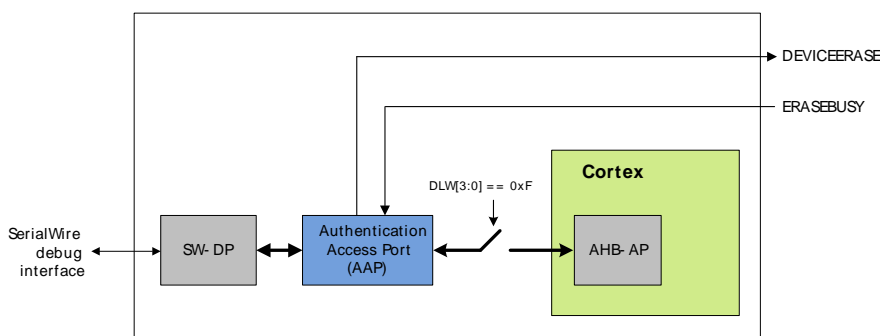 DEVICEERASE
ERASEBUSY
Cortex
DLW[3:0] == 0xF
SerialWire
debug
interface
SW-DP
Authentication
Access Port
(AAP)
AHB-AP